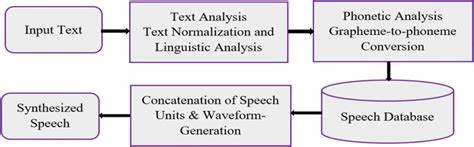 Input Text
Text Analysis
Text Normalization and
Linguistic Analysis
Phonetic Analysis
Grapheme-to-phoneme
Conversion
Speech Database
Concatenation of Speech
Units & Waveform-
Generation
Synthesized
Speech